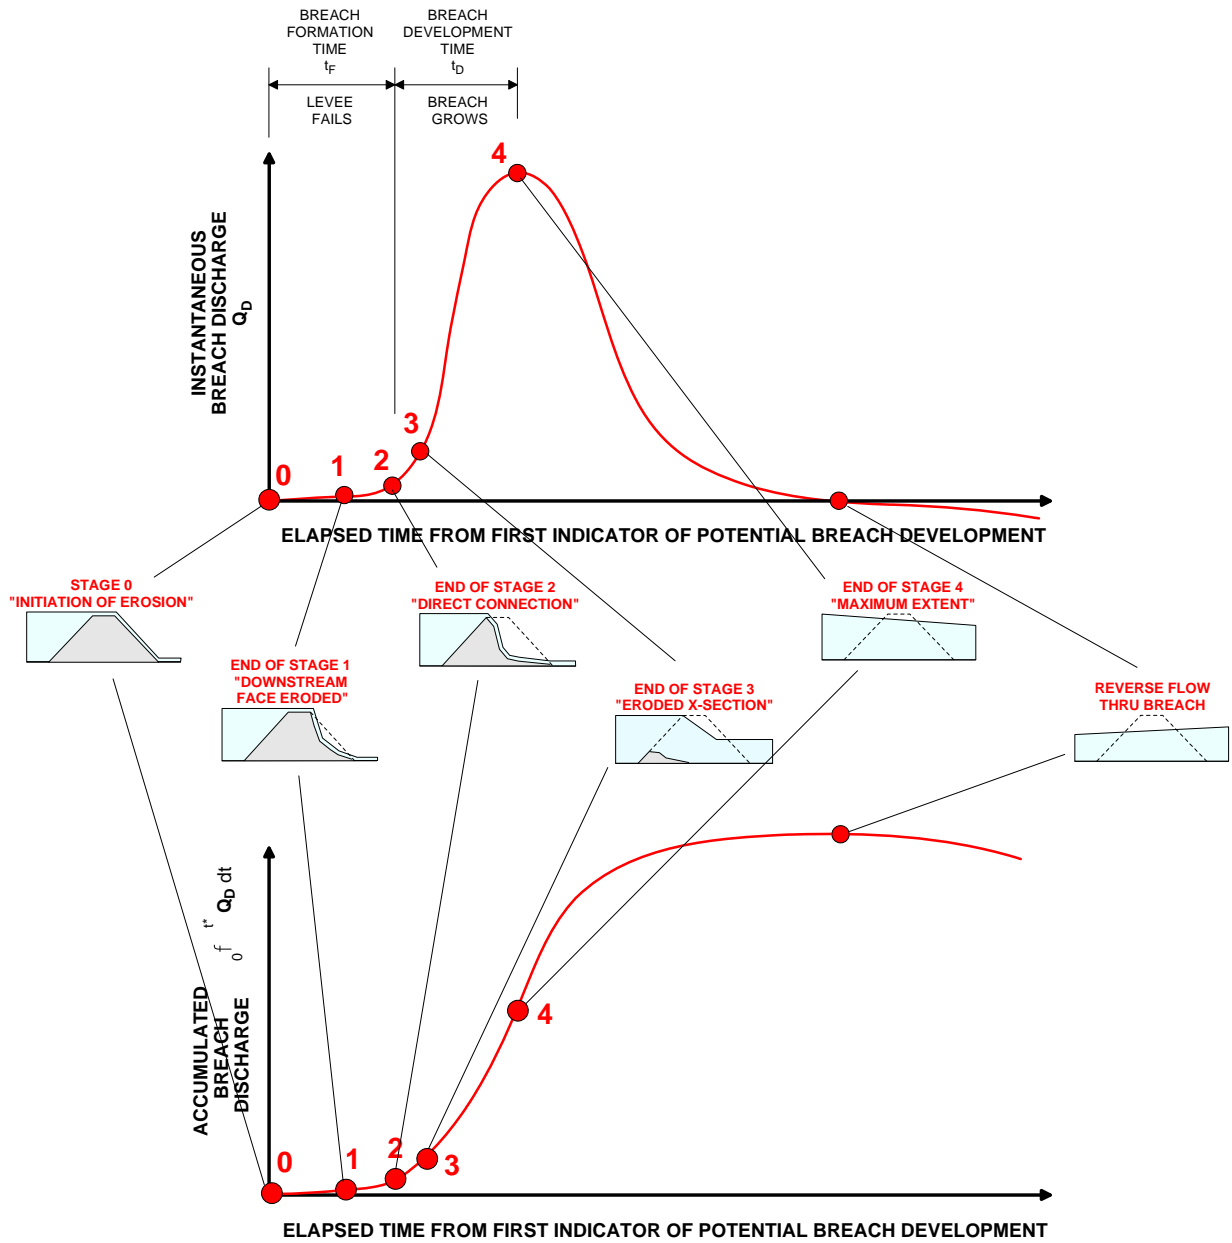 BREACH
FORMATION
TIME
tF
BREACH
DEVELOPMENT
TIME
tD
LEVEE
FAILS
BREACH
GROWS
4
INSTANTANEOUS
BREACH DISCHARGE
QD
3
2
1
0
ELAPSED TIME FROM FIRST INDICATOR OF POTENTIAL BREACH DEVELOPMENT
STAGE 0
"INITIATION OF EROSION"
END OF STAGE 2
"DIRECT CONNECTION"
END OF STAGE 4
"MAXIMUM EXTENT"
END OF STAGE 1
"DOWNSTREAM
FACE ERODED"
END OF STAGE 3
"ERODED X-SECTION"
REVERSE FLOW
THRU BREACH
ACCUMULATED
BREACH
DISCHARGE
0 ∫ t* QD dt
4
2
3
1
0
ELAPSED TIME FROM FIRST INDICATOR OF POTENTIAL BREACH DEVELOPMENT